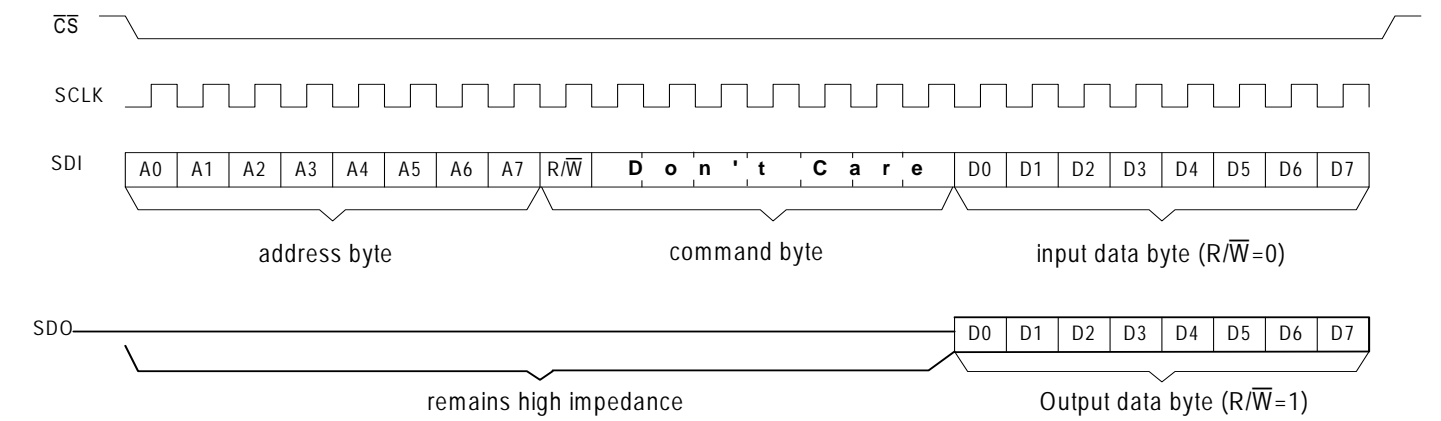 C̅S̅
SCLK
SDI A0 A1 A2 A3 A4 A5 A6 A7 R/W̅ Don't Care D0 D1 D2 D3 D4 D5 D6 D7
address byte command byte input data byte (R/W̅=0)
SDO D0 D1 D2 D3 D4 D5 D6 D7
remains high impedance Output data byte (R/W̅=1)